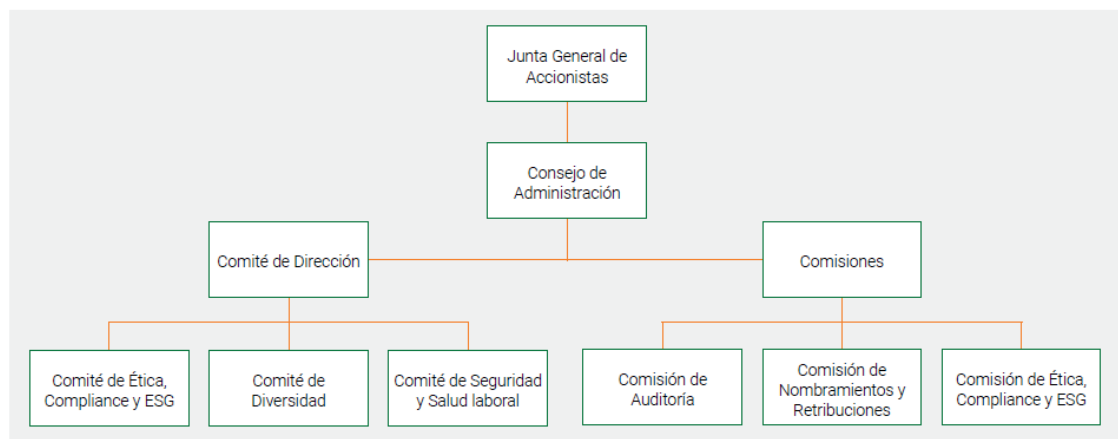 Junta General de
Accionistas
Consejo de
Administración
Comité de Dirección
Comisiones
Comité de Ética,
Compliance y ESG
Comité de
Diversidad
Comité de Seguridad
y Salud laboral
Comisión de
Auditoría
Comisión de
Nombramientos y
Retribuciones
Comisión de Ética,
Compliance y ESG